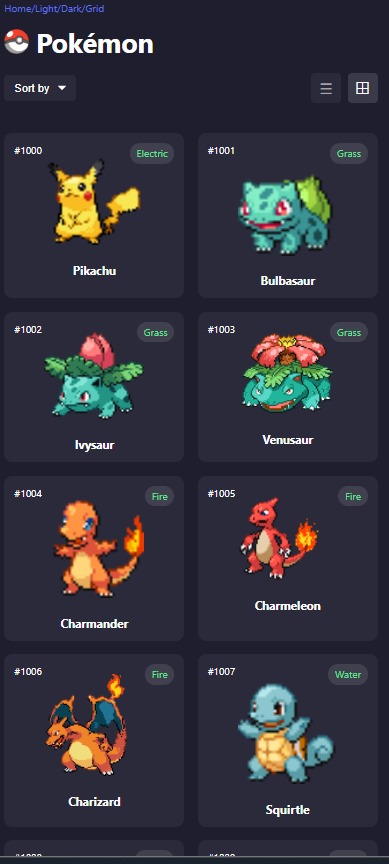 Home/Light/Dark/Grid
Pokémon
Sort by
#1000 Electric
Pikachu
#1001 Grass
Bulbasaur
#1002 Grass
Ivysaur
#1003 Grass
Venusaur
#1004 Fire
Charmander
#1005 Fire
Charmeleon
#1006 Fire
Charizard
#1007 Water
Squirtle